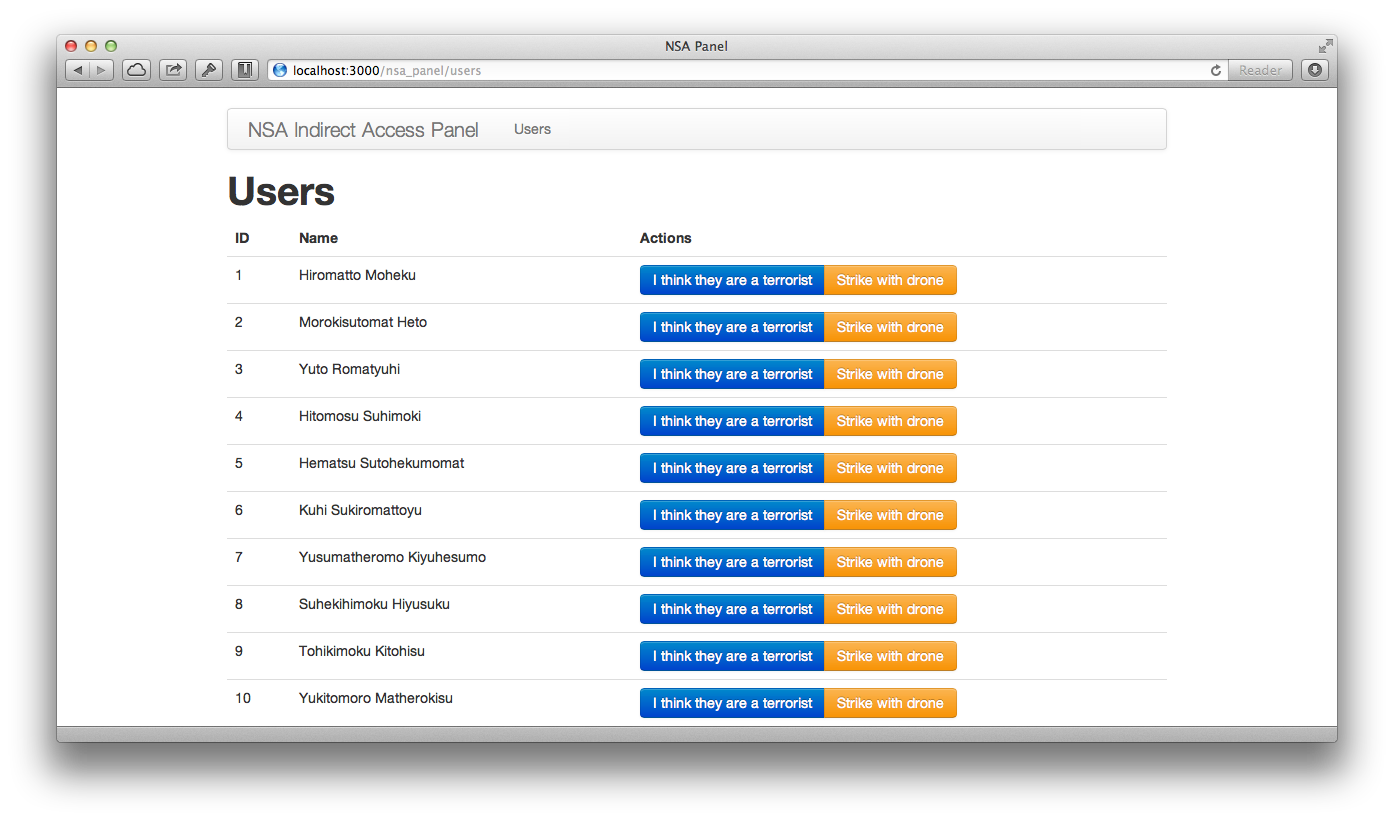 NSA Panel
localhost:3000/nsa_panel/users
Reader
NSA Indirect Access Panel Users
Users
ID Name Actions
1 Hiromatto Moheku I think they are a terrorist Strike with drone
2 Morokisutomat Heto I think they are a terrorist Strike with drone
3 Yuto Romatyuhi I think they are a terrorist Strike with drone
4 Hitomosu Suhimoki I think they are a terrorist Strike with drone
5 Hematsu Sutohekumomat I think they are a terrorist Strike with drone
6 Kuhi Sukiromattoyu I think they are a terrorist Strike with drone
7 Yusumatheromo Kiyuhesumo I think they are a terrorist Strike with drone
8 Suhekihimoku Hiyusuku I think they are a terrorist Strike with drone
9 Tohikimoku Kitohisu I think they are a terrorist Strike with drone
10 Yukitomoro Matherokisu I think they are a terrorist Strike with drone